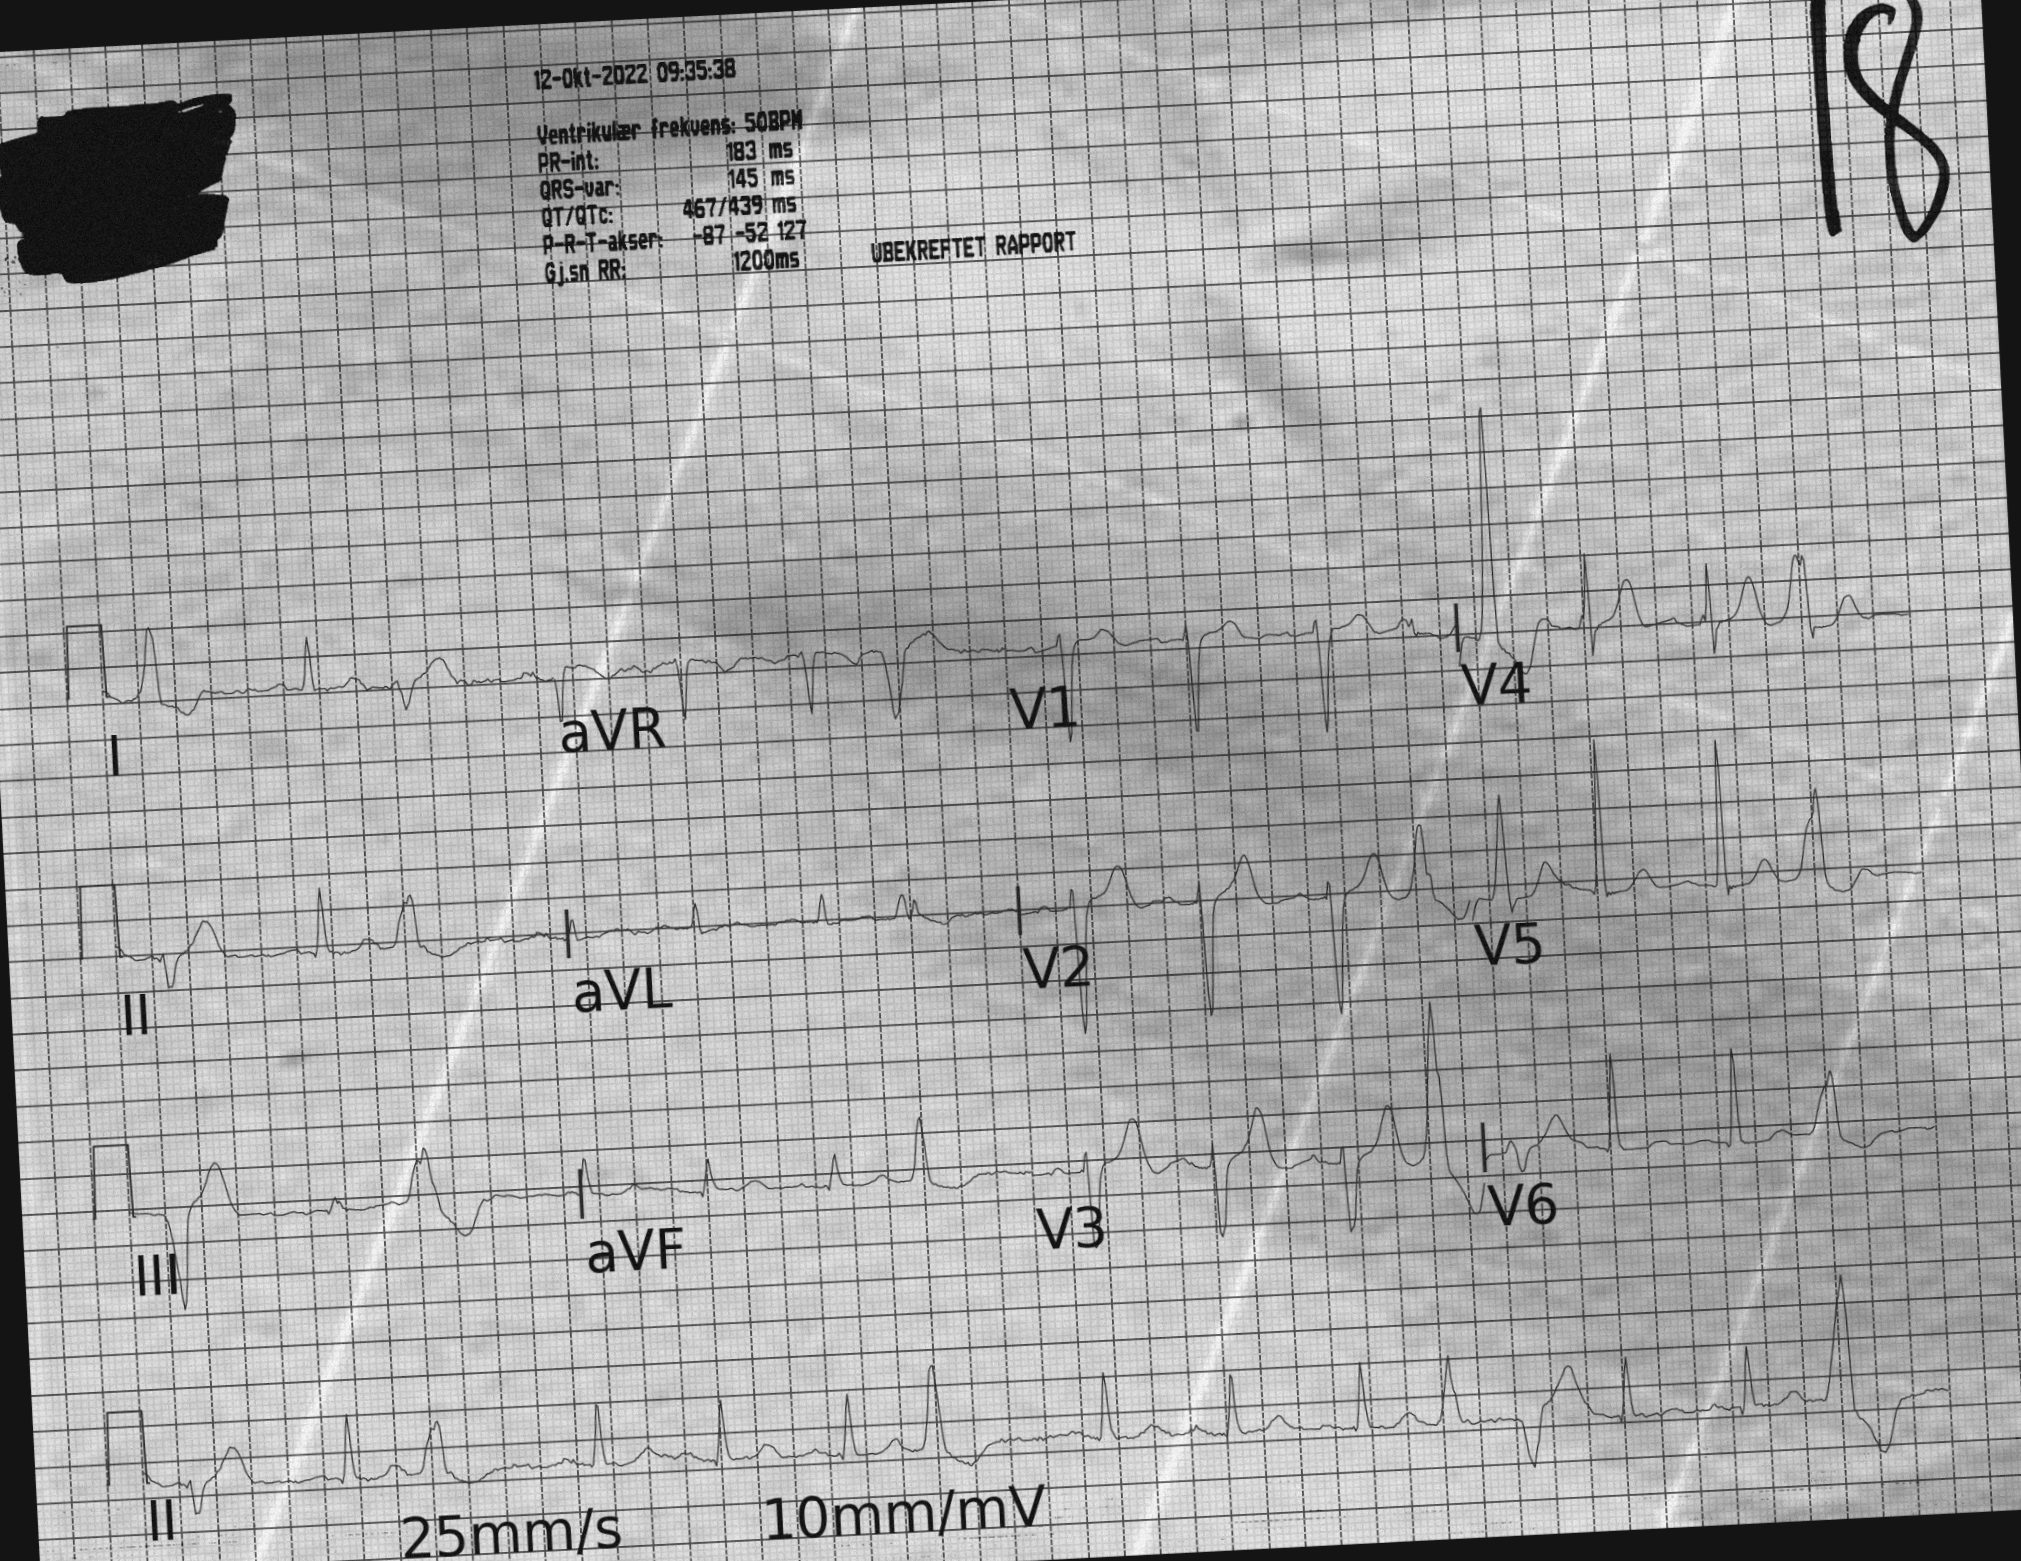 18
12-Okt-2022 09:35:38
Ventrikulær frekvens: 50BPM
PR-int: 183 ms
QRS-var: 145 ms
QT/QTc: 467/439 ms
P-R-T-akser: -87 -52 127
Gj.sn RR: 1200ms
UBEKREFTET RAPPORT
I aVR V1 V4
II aVL V2 V5
III aVF V3 V6
II
25mm/s 10mm/mV